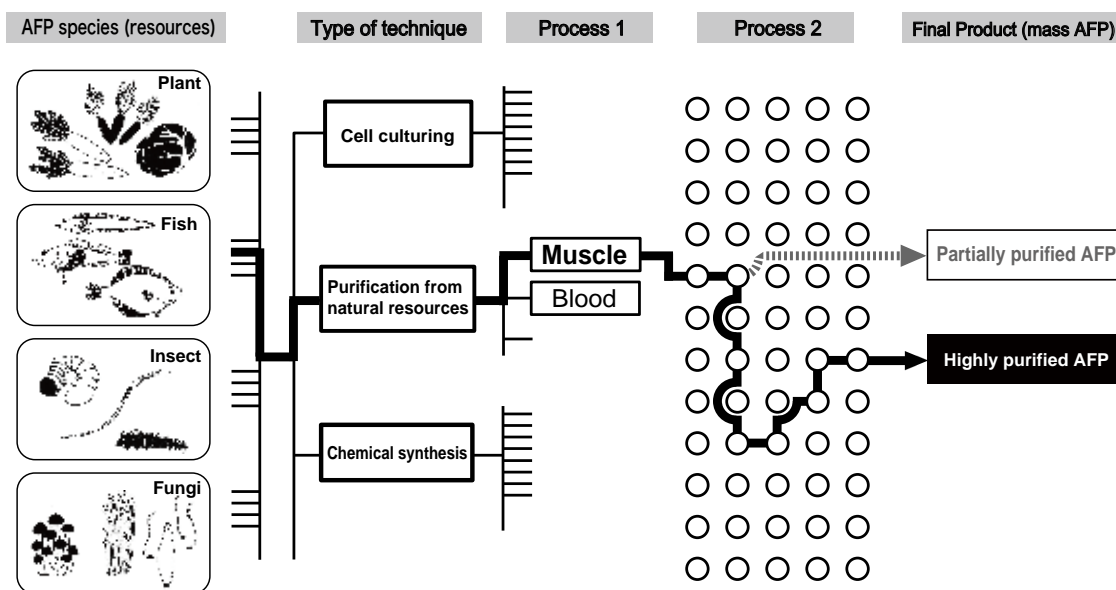 AFP species (resources)
Type of technique
Process 1
Process 2
Final Product (mass AFP)
Plant
Cell culturing
Fish
Muscle
Partially purified AFP
Purification from
natural resources
Blood
Insect
Highly purified AFP
Chemical synthesis
Fungi